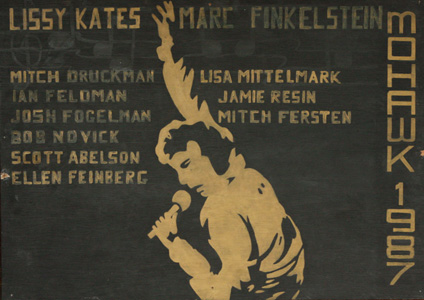 LISSY KATES MARC FINKELSTEIN
MITCH DRUCKMAN
IAN FELDMAN
JOSH FOGELMAN
BOB NOVICK
SCOTT ABELSON
ELLEN FEINBERG
LISA MITTELMARK
JAMIE RESIN
MITCH FERSTEN
MOHAWK 1987